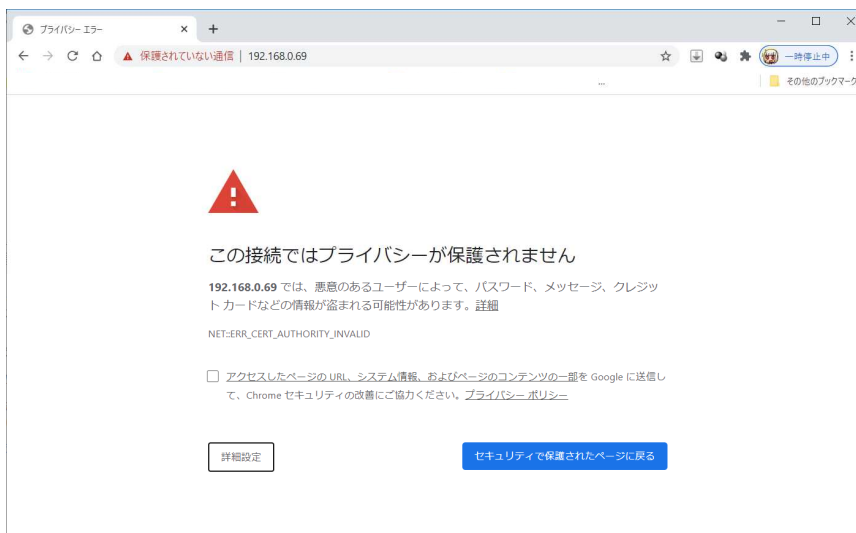 プライバシー エラー
保護されていない通信 | 192.168.0.69
一時停止中
...
その他のブックマーク
この接続ではプライバシーが保護されません
192.168.0.69 では、悪意のあるユーザーによって、パスワード、メッセージ、クレジッ
ト カードなどの情報が盗まれる可能性があります。詳細
NET::ERR_CERT_AUTHORITY_INVALID
アクセスしたページの URL、システム情報、およびページのコンテンツの一部を Google に送信し
て、Chrome セキュリティの改善にご協力ください。プライバシー ポリシー
詳細設定
セキュリティで保護されたページに戻る